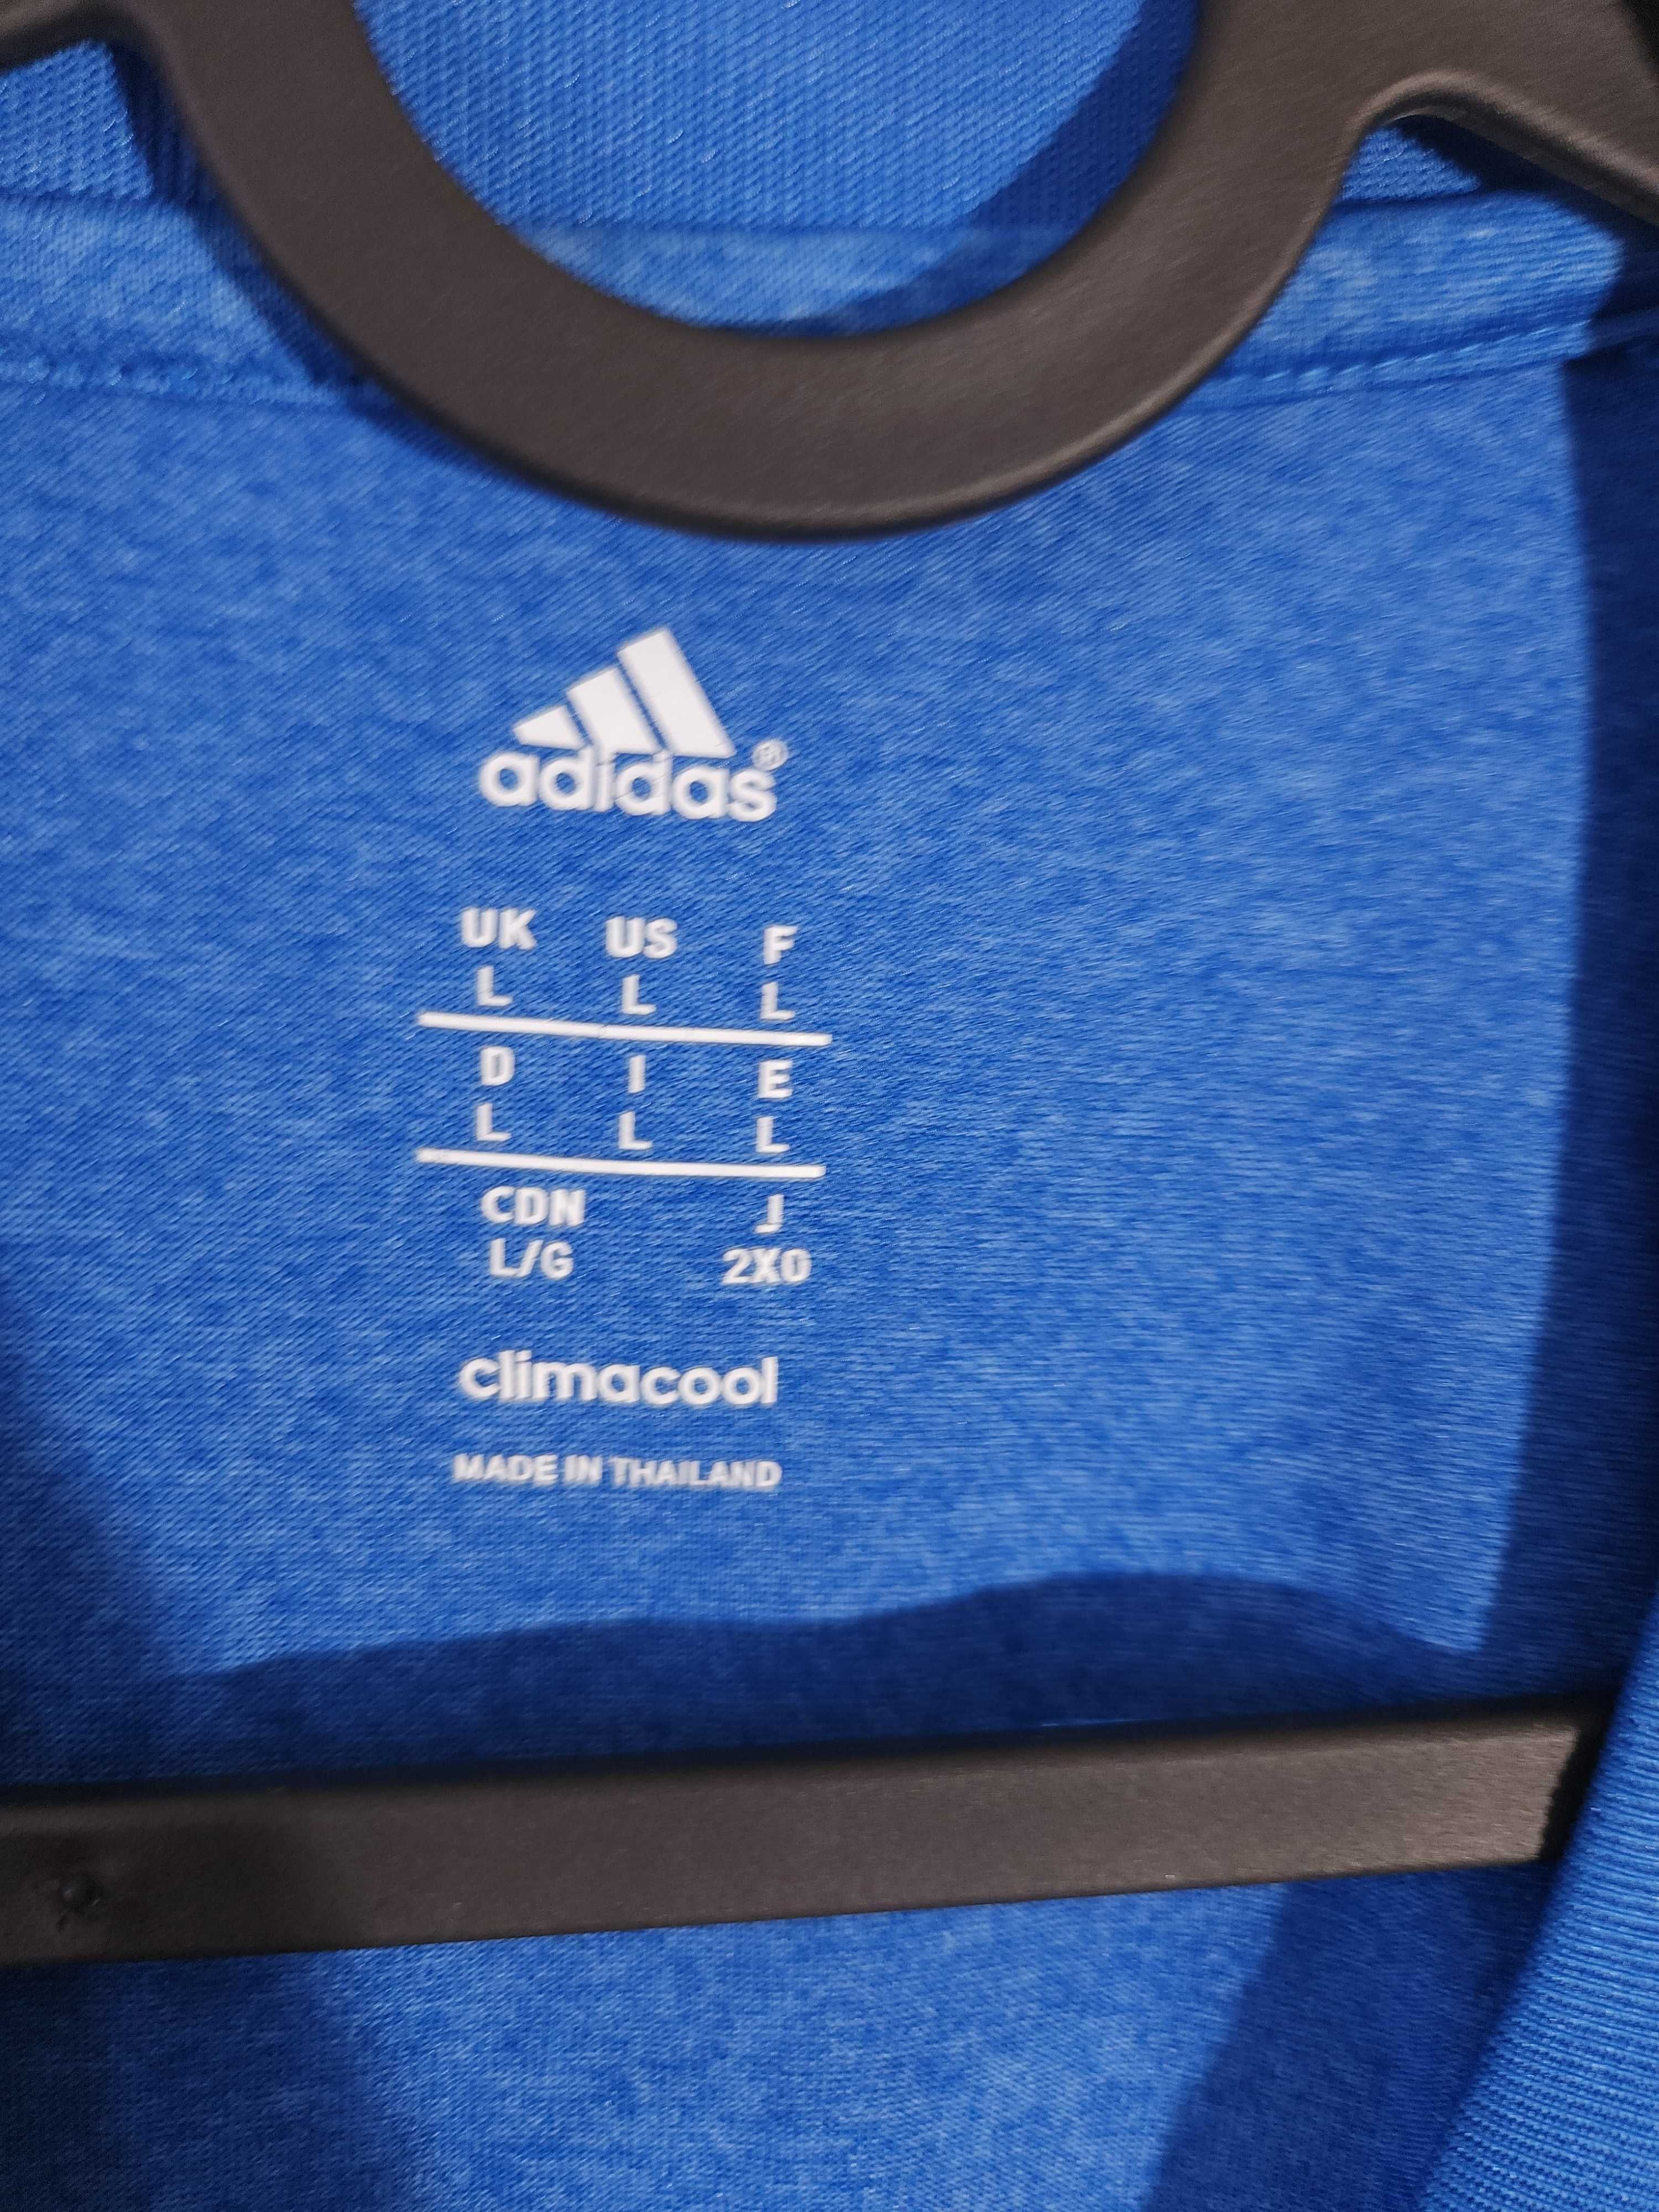 adidas®
UK US F
L L L
D I E
L L L
CDN J
L/G 2XO
climacool
MADE IN THAILAND